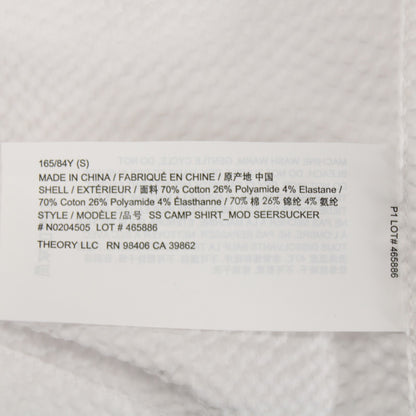 165/84Y (S)
MADE IN CHINA / FABRIQUÉ EN CHINE / 原产地 中国
SHELL / EXTÉRIEUR / 面料 70% Cotton 26% Polyamide 4% Elastane /
70% Coton 26% Polyamide 4% Élasthanne / 70% 棉 26% 锦纶 4% 氨纶
STYLE / MODÈLE /品号 SS CAMP SHIRT_MOD SEERSUCKER
# N0204505 LOT # 465886
THEORY LLC RN 98406 CA 39862
P1 LOT# 465886